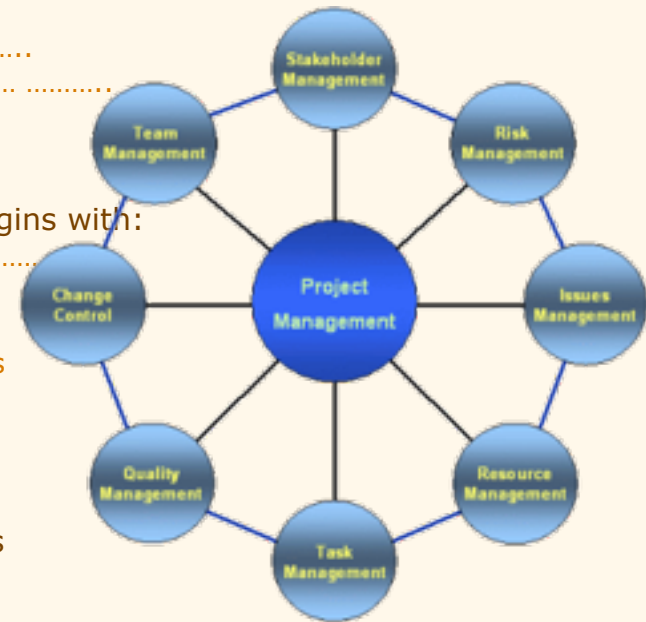 .....
... ...........
Stakeholder
Management
Team
Management
Risk
Management
gins with:
.....
Change
Control
Project
Management
Issues
Management
s
Quality
Management
Resource
Management
s
Task
Management